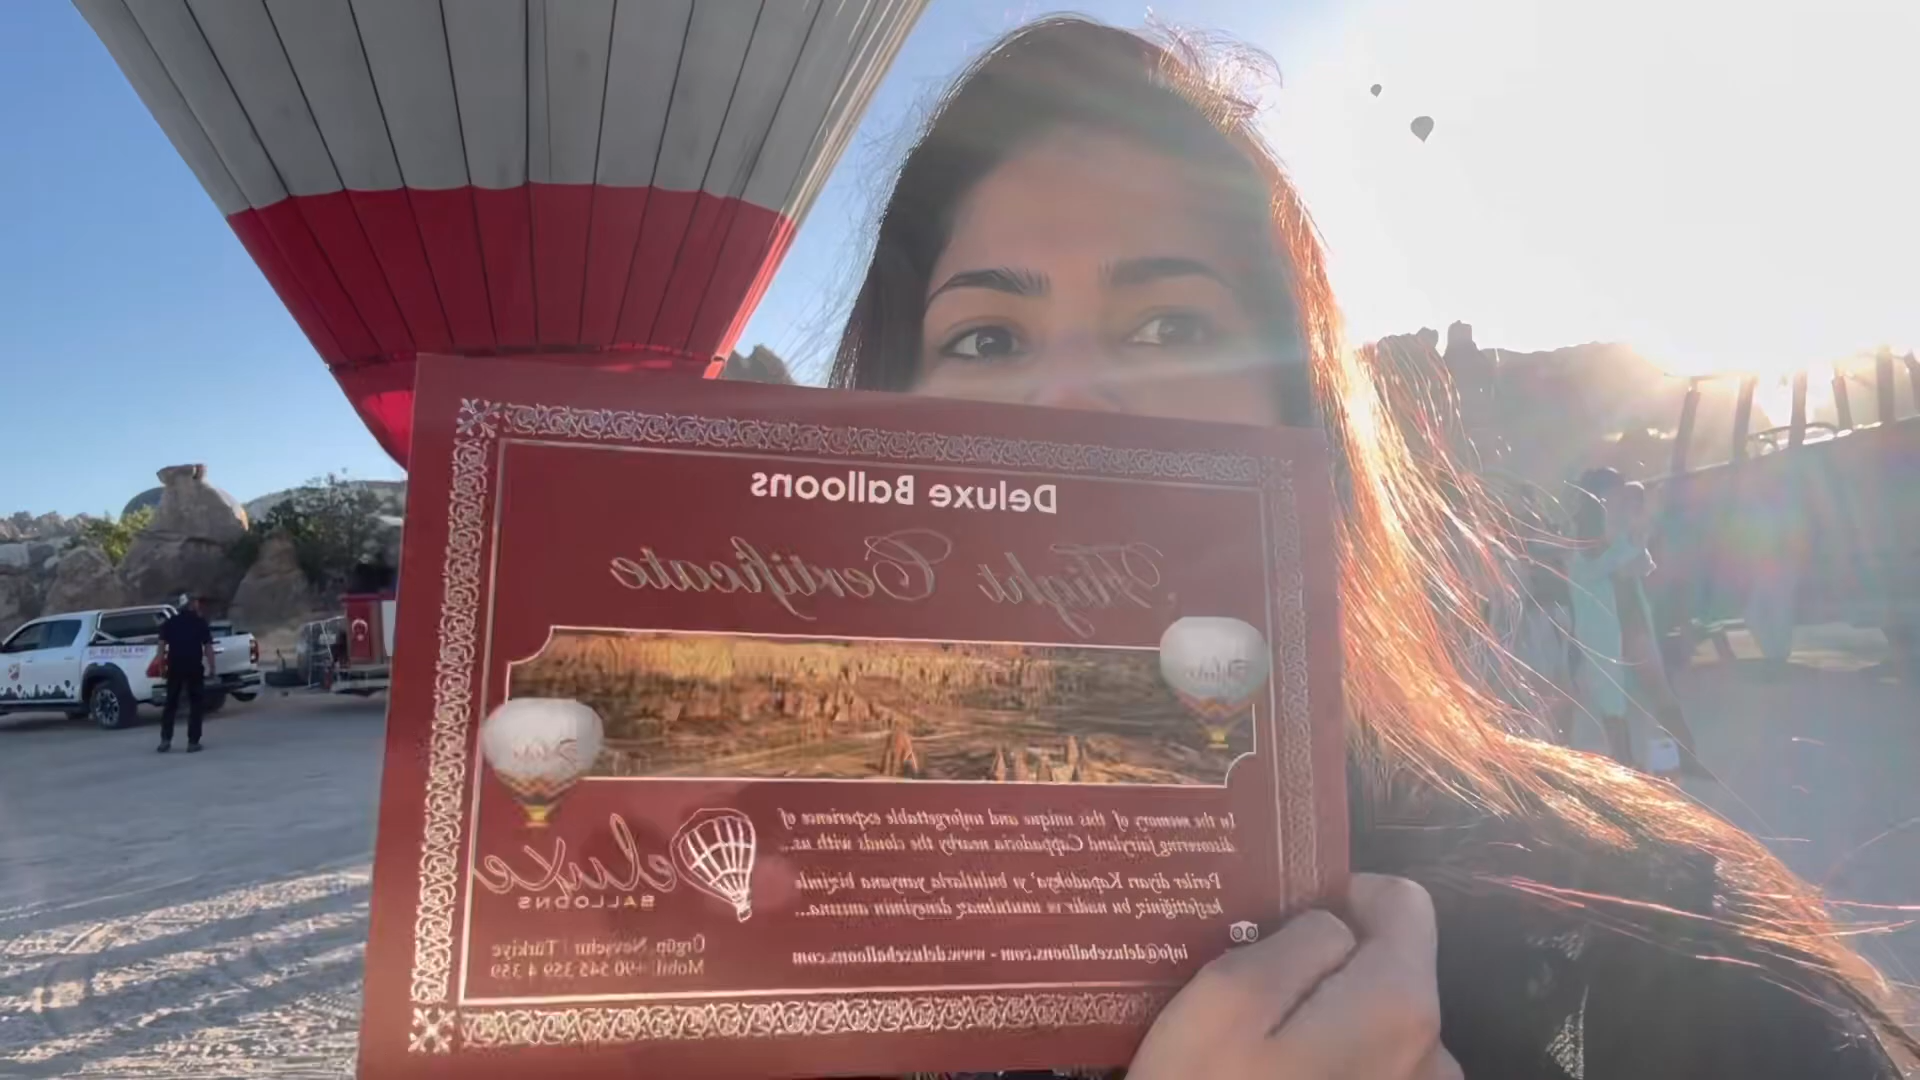 Deluxe Balloons
Flight Certificate
In the memory of this unique and unforgettable experience of
discovering fairyland Cappadocia nearby the clouds with us...
Periler diyarı Kapadokya'yı bulutlarla yanyana bizimle
keşfettiğiniz bu nadir ve unutulmaz deneyimin anısına...
info@deluxeballoons.com - www.deluxeballoons.com
Deluxe
BALLOONS
Ürgüp, Nevşehir / Türkiye
Mobil: +90 545 359 4 359